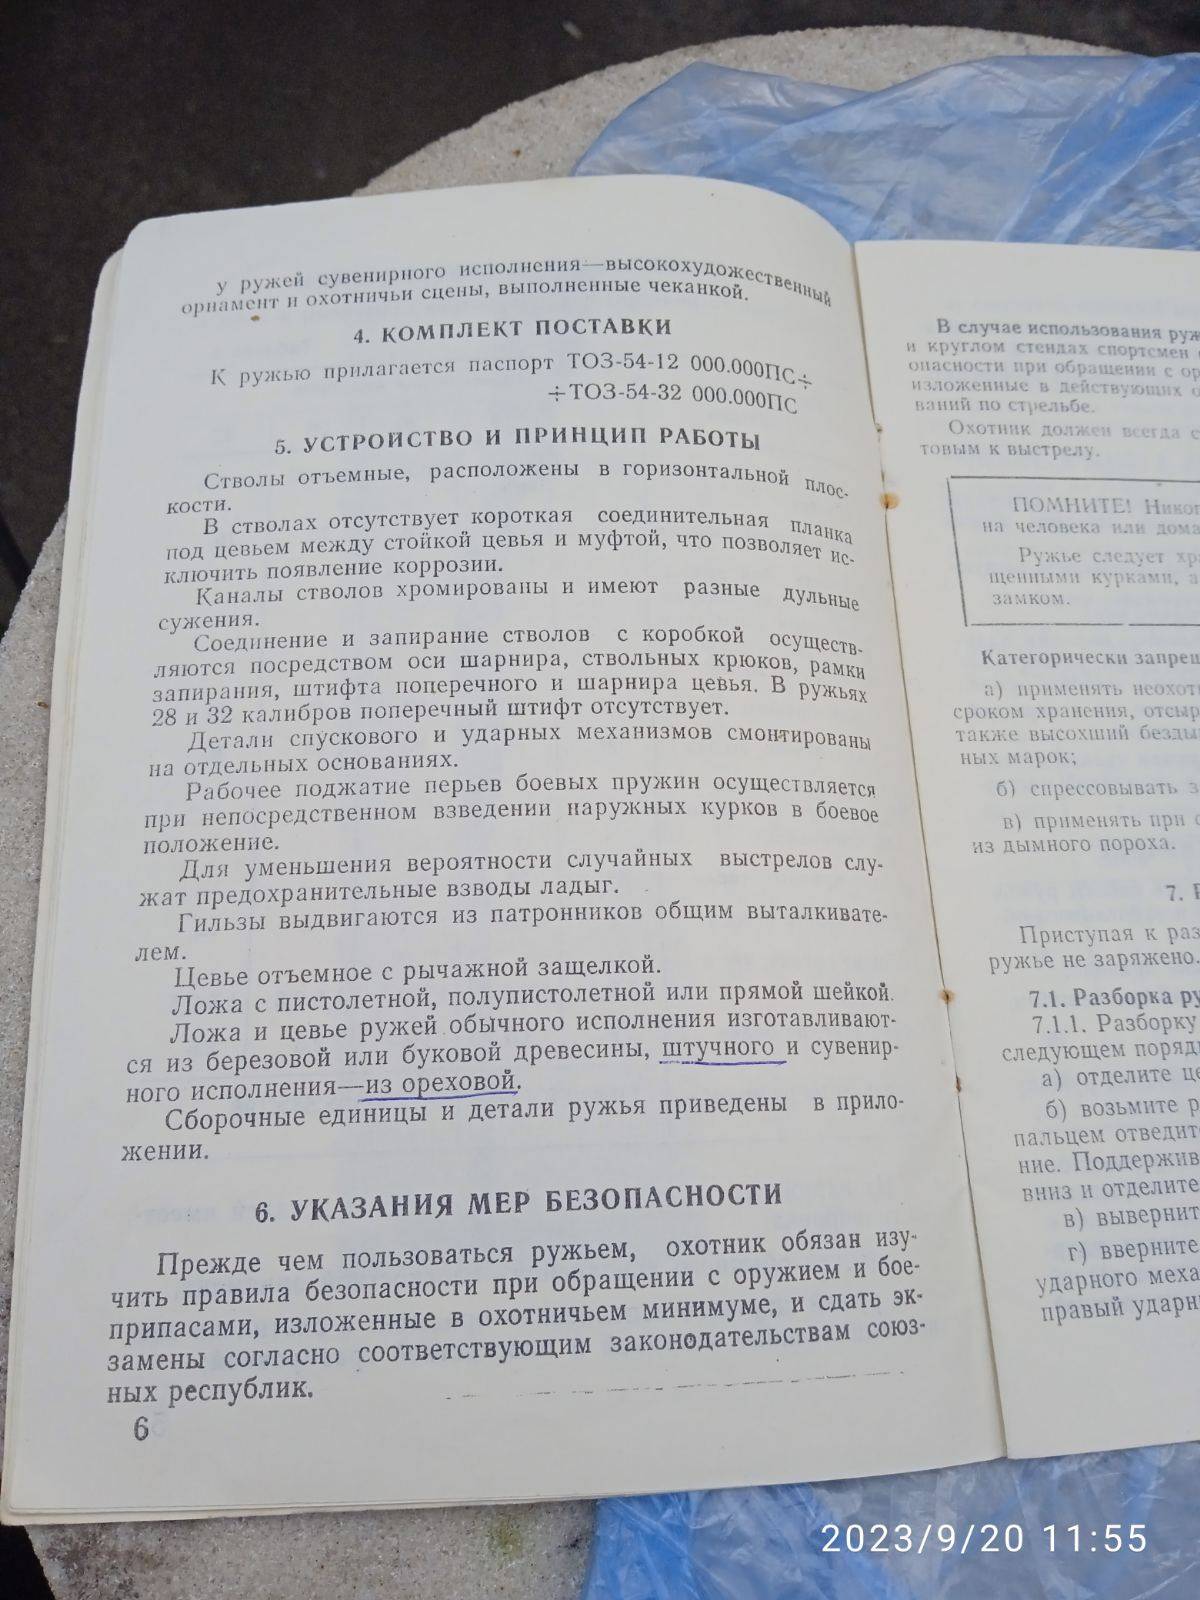 у ружей сувенирного исполнения—высокохудожественный
орнамент и охотничьи сцены, выполненные чеканкой.
4. КОМПЛЕКТ ПОСТАВКИ
К ружью прилагается паспорт ТОЗ-54-12 000.000ПС÷
÷ТОЗ-54-32 000.000ПС
5. УСТРОЙСТВО И ПРИНЦИП РАБОТЫ
Стволы отъемные, расположены в горизонтальной плос-
кости.
В стволах отсутствует короткая соединительная планка
под цевьем между стойкой цевья и муфтой, что позволяет ис-
ключить появление коррозии.
Каналы стволов хромированы и имеют разные дульные
сужения.
Соединение и запирание стволов с коробкой осуществ-
ляются посредством оси шарнира, ствольных крюков, рамки
запирания, штифта поперечного и шарнира цевья. В ружьях
28 и 32 калибров поперечный штифт отсутствует.
Детали спускового и ударных механизмов смонтированы
на отдельных основаниях.
Рабочее поджатие перьев боевых пружин осуществляется
при непосредственном взведении наружных курков в боевое
положение.
Для уменьшения вероятности случайных выстрелов слу-
жат предохранительные взводы ладыг.
Гильзы выдвигаются из патронников общим выталкивате-
лем.
Цевье отъемное с рычажной защелкой.
Ложа с пистолетной, полупистолетной или прямой шейкой.
Ложа и цевье ружей обычного исполнения изготавливают-
ся из березовой или буковой древесины, штучного и сувенир-
ного исполнения—из ореховой.
Сборочные единицы и детали ружья приведены в прило-
жении.
6. УКАЗАНИЯ МЕР БЕЗОПАСНОСТИ
Прежде чем пользоваться ружьем, охотник обязан изу-
чить правила безопасности при обращении с оружием и бое-
припасами, изложенные в охотничьем минимуме, и сдать эк-
замены согласно соответствующим законодательствам союз-
ных республик.
6
В случае использования руж
и круглом стендах спортсмен
опасности при обращении с ор
изложенные в действующих
ваний по стрельбе.
Охотник должен всегда с
товым к выстрелу.
ПОМНИТЕ! Никог
на человека или дома
Ружье следует хра
щенными курками, а
замком.
Категорически запрещ
а) применять неохотн
сроком хранения, отсыр
также высохший бездым
ных марок;
б) спрессовывать з
в) применять при с
из дымного пороха.
7. Р
Приступая к раз
ружье не заряжено.
7.1. Разборка ру
7.1.1. Разборку
следующем порядк
а) отделите це
б) возьмите р
пальцем отведите
ние. Поддержив
вниз и отделите
в) выверните
г) вверните
ударного меха
правый ударн
2023/9/20 11:55